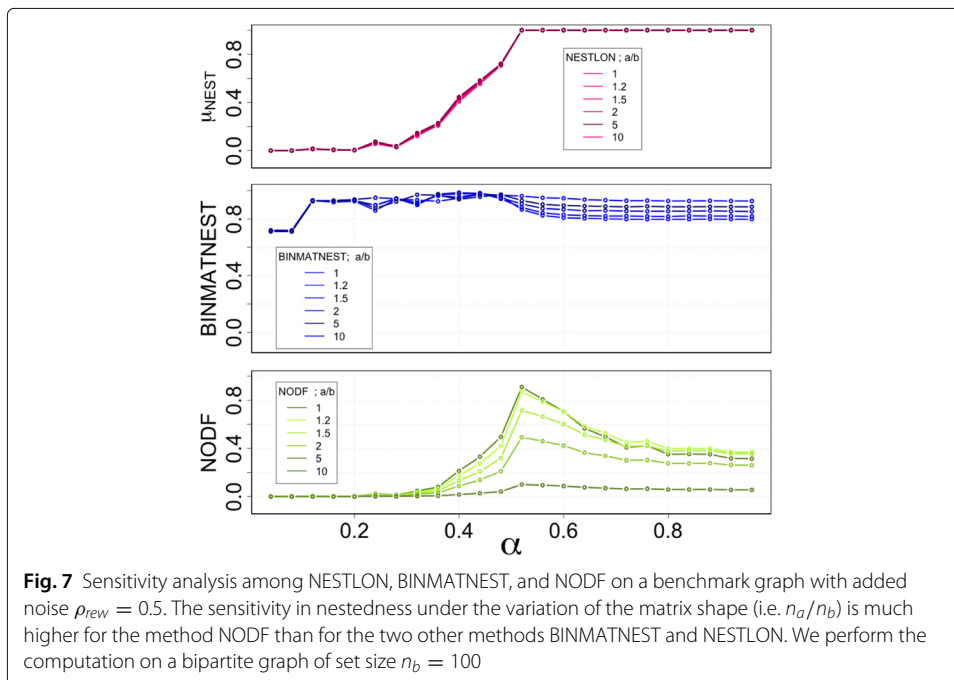 0.8
0.4
0.0
μNEST
NESTLON ; a/b
1
1.2
1.5
2
5
10
0.8
0.4
0.0
BINMATNEST
BINMATNEST; a/b
1
1.2
1.5
2
5
10
0.8
0.4
0.0
NODF
NODF ; a/b
1
1.2
1.5
2
5
10
0.2 0.4 0.6 0.8
α
Fig. 7 Sensitivity analysis among NESTLON, BINMATNEST, and NODF on a benchmark graph with added
noise ρrew = 0.5. The sensitivity in nestedness under the variation of the matrix shape (i.e. na/nb) is much
higher for the method NODF than for the two other methods BINMATNEST and NESTLON. We perform the
computation on a bipartite graph of set size nb = 100